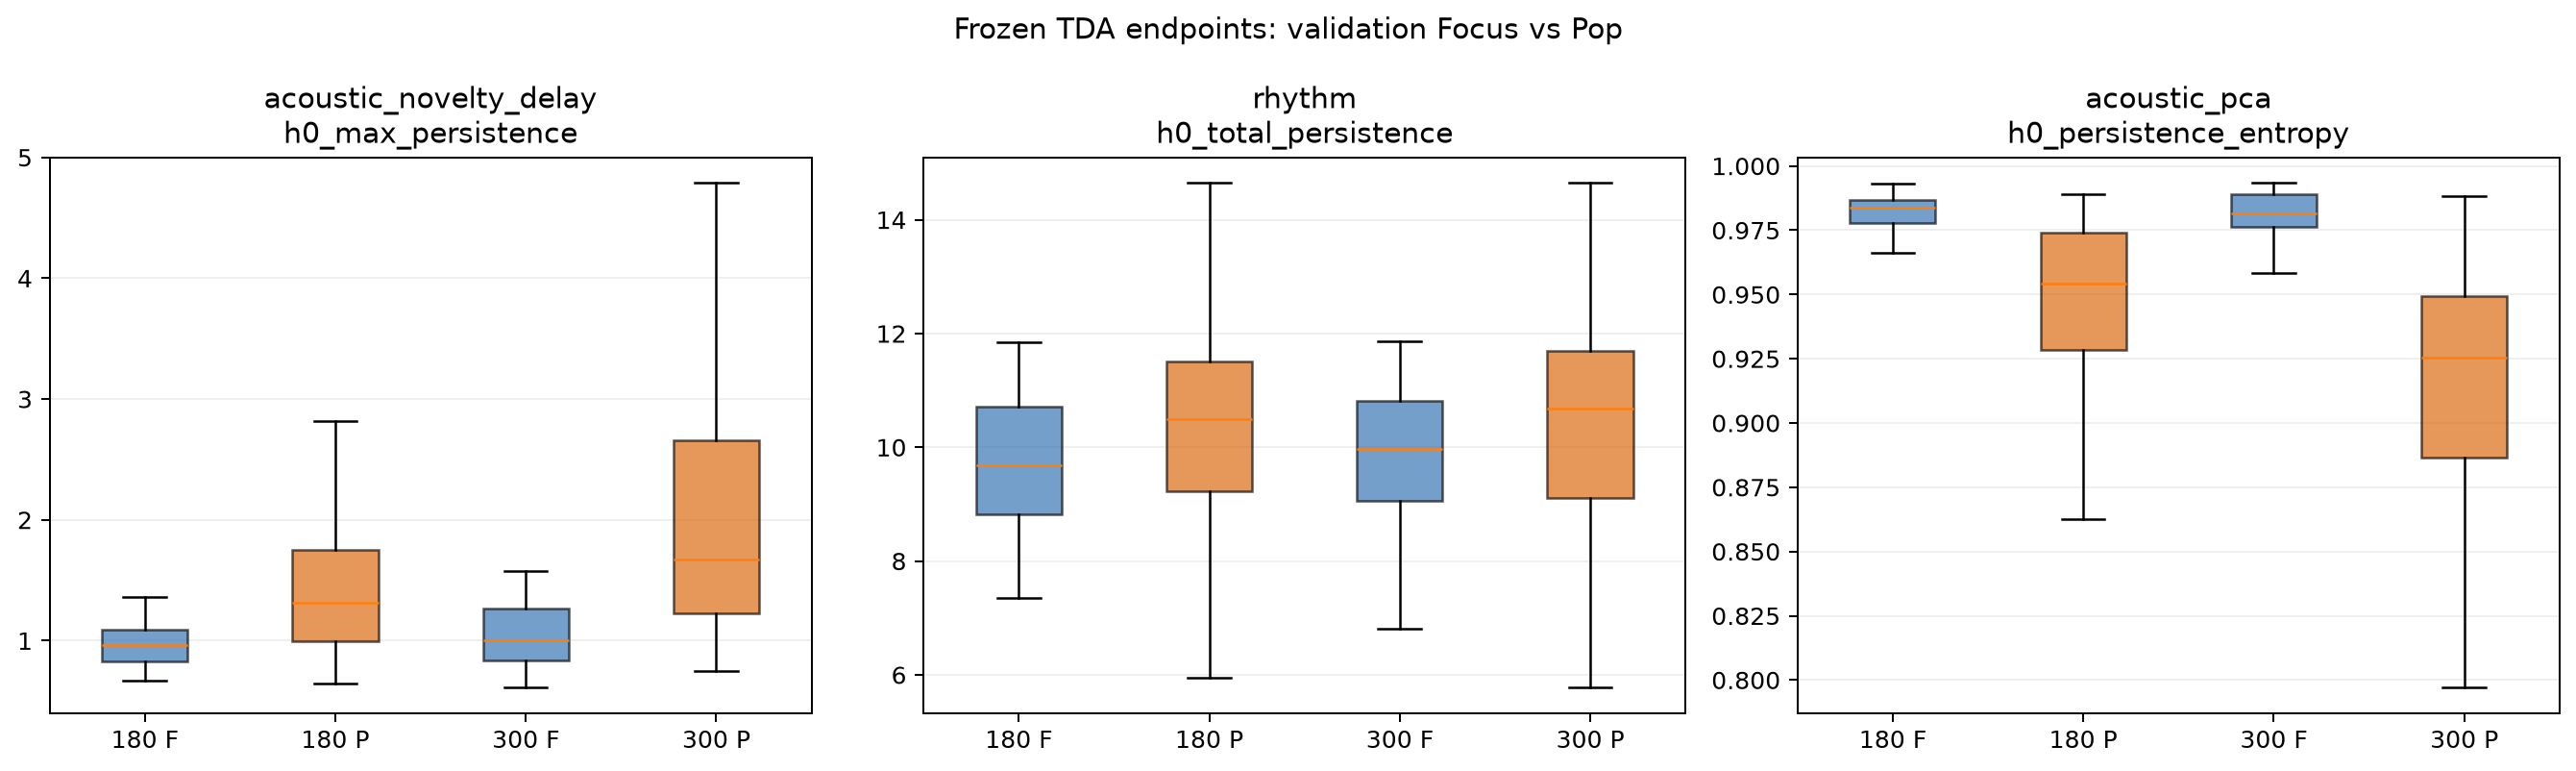 Frozen TDA endpoints: validation Focus vs Pop
acoustic_novelty_delay
h0_max_persistence
5
4
3
2
1
180 F
180 P
300 F
300 P
rhythm
h0_total_persistence
14
12
10
8
6
180 F
180 P
300 F
300 P
acoustic_pca
h0_persistence_entropy
1.000
0.975
0.950
0.925
0.900
0.875
0.850
0.825
0.800
180 F
180 P
300 F
300 P